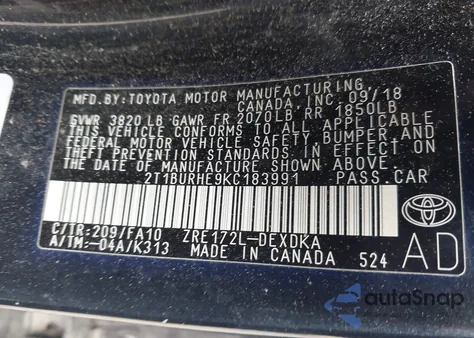 MFD.BY:TOYOTA MOTOR MANUFACTURING
CANADA, INC. 09/18
GVWR 3820 LB GAWR FR 2070LB RR 1850LB
THIS VEHICLE CONFORMS TO ALL APPLICABLE
FEDERAL MOTOR VEHICLE SAFETY, BUMPER, AND
THEFT PREVENTION STANDARDS IN EFFECT ON
THE DATE OF MANUFACTURE SHOWN ABOVE.
2T1BURHE9KC183991 PASS.CAR
C/TR:209/FA10 ZRE172L-DEXDKA
A/TM:-04A/K313 MADE IN CANADA 524
TOYOTA
AD
autoSnap